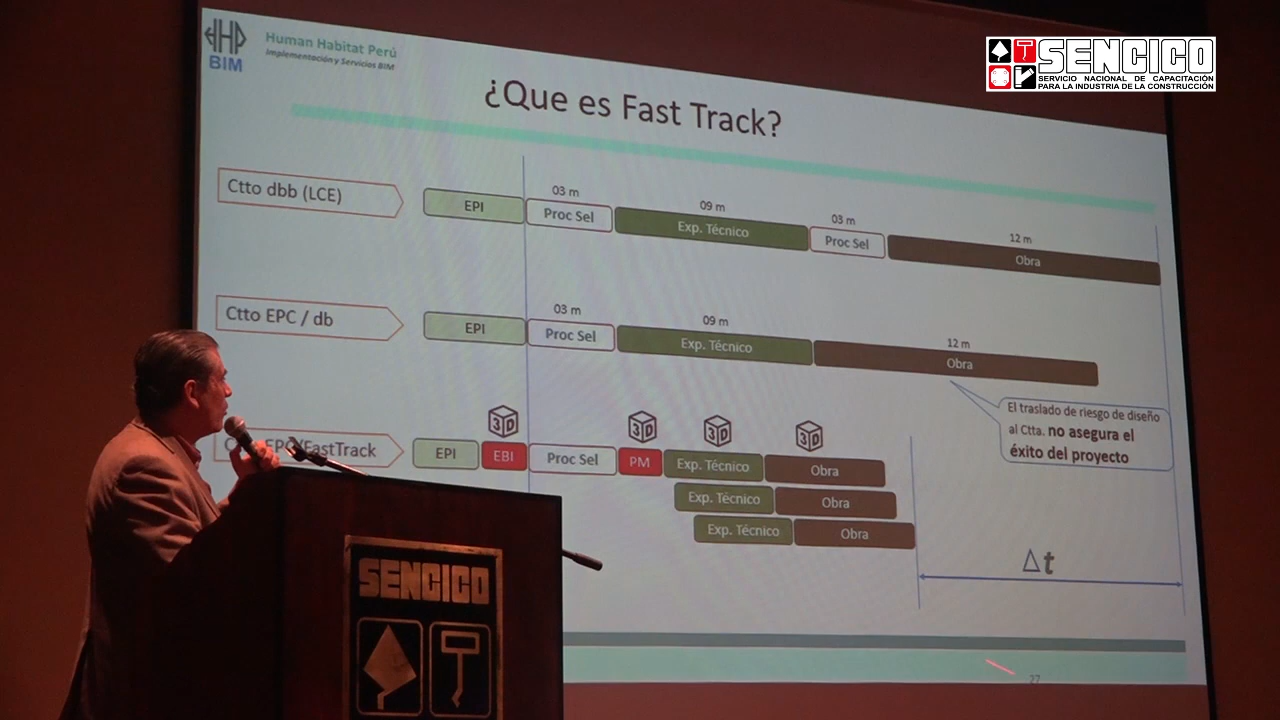 HHP
BIM
Human Habitat Perú
Implementación y Servicios BIM
SENCICO
SERVICIO NACIONAL DE CAPACITACIÓN
PARA LA INDUSTRIA DE LA CONSTRUCCIÓN
¿Que es Fast Track?
Ctto dbb (LCE)
EPI
03 m
Proc Sel
09 m
Exp. Técnico
03 m
Proc Sel
12 m
Obra
Ctto EPC / db
EPI
03 m
Proc Sel
09 m
Exp. Técnico
12 m
Obra
El traslado de riesgo de diseño
al Ctta. no asegura el
éxito del proyecto
3D
3D
3D
3D
EPC/FastTrack
EPI
EBI
Proc Sel
PM
Exp. Técnico
Obra
Exp. Técnico
Obra
Exp. Técnico
Obra
Δt
27
SENCICO